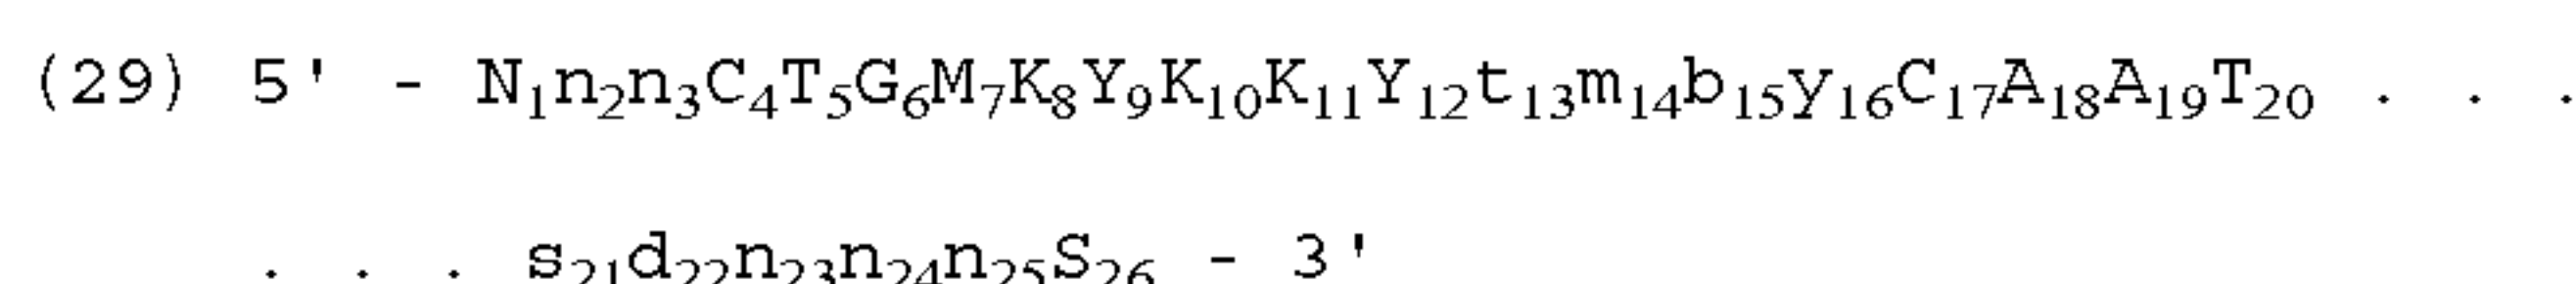 (29) 5' - N₁n₂n₃C₄T₅G₆M₇K₈Y₉K₁₀K₁₁Y₁₂t₁₃m₁₄b₁₅y₁₆C₁₇A₁₈A₁₉T₂₀ . . .
. . . s₂₁d₂₂n₂₃n₂₄n₂₅S₂₆ - 3'